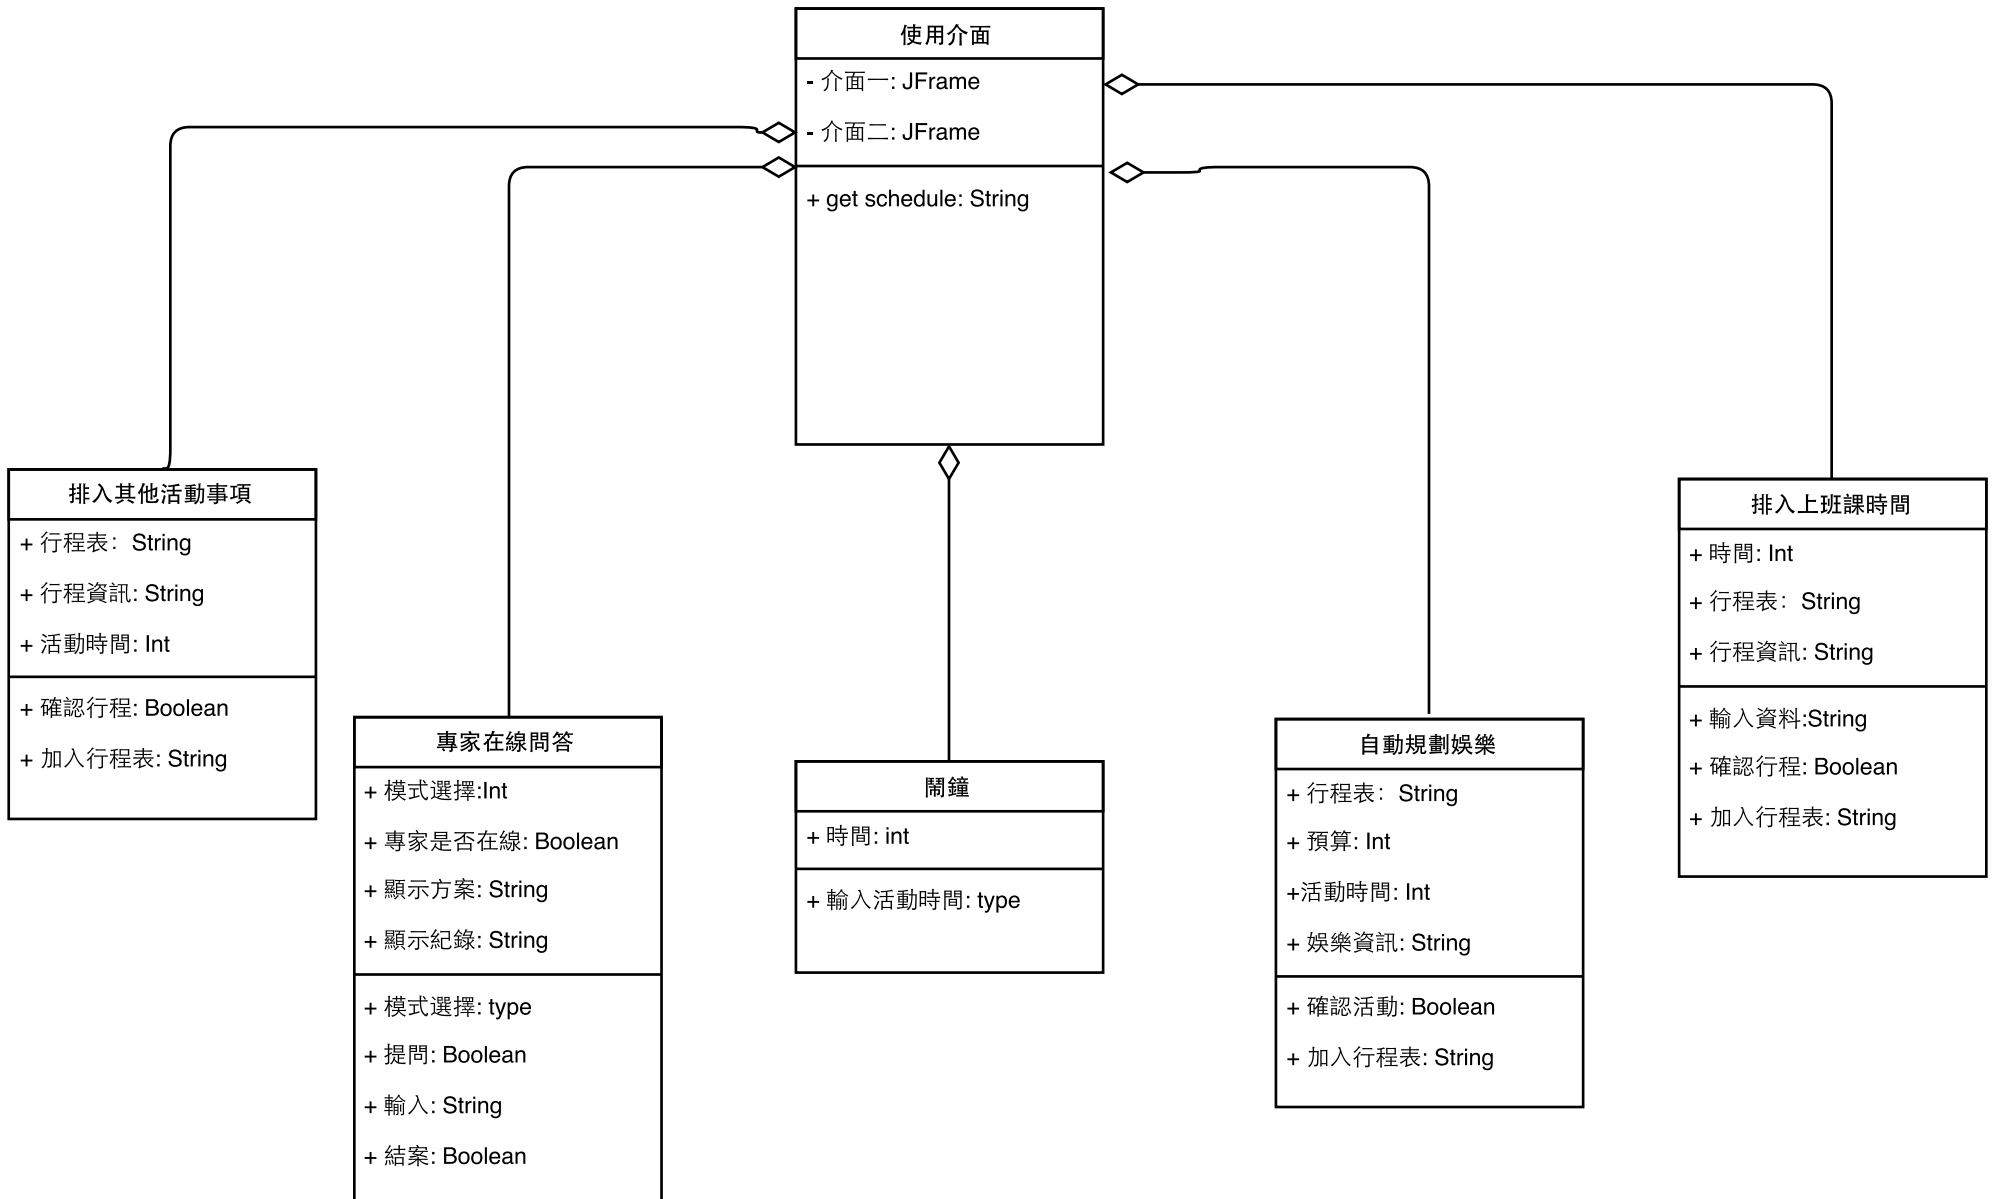 使用介面
- 介面一: JFrame
- 介面二: JFrame
+ get schedule: String
排入其他活動事項
+ 行程表：String
+ 行程資訊: String
+ 活動時間: Int
+ 確認行程: Boolean
+ 加入行程表: String
專家在線問答
+ 模式選擇:Int
+ 專家是否在線: Boolean
+ 顯示方案: String
+ 顯示紀錄: String
+ 模式選擇: type
+ 提問: Boolean
+ 輸入: String
+ 結案: Boolean
鬧鐘
+ 時間: int
+ 輸入活動時間: type
自動規劃娛樂
+ 行程表：String
+ 預算: Int
+活動時間: Int
+ 娛樂資訊: String
+ 確認活動: Boolean
+ 加入行程表: String
排入上班課時間
+ 時間: Int
+ 行程表：String
+ 行程資訊: String
+ 輸入資料:String
+ 確認行程: Boolean
+ 加入行程表: String